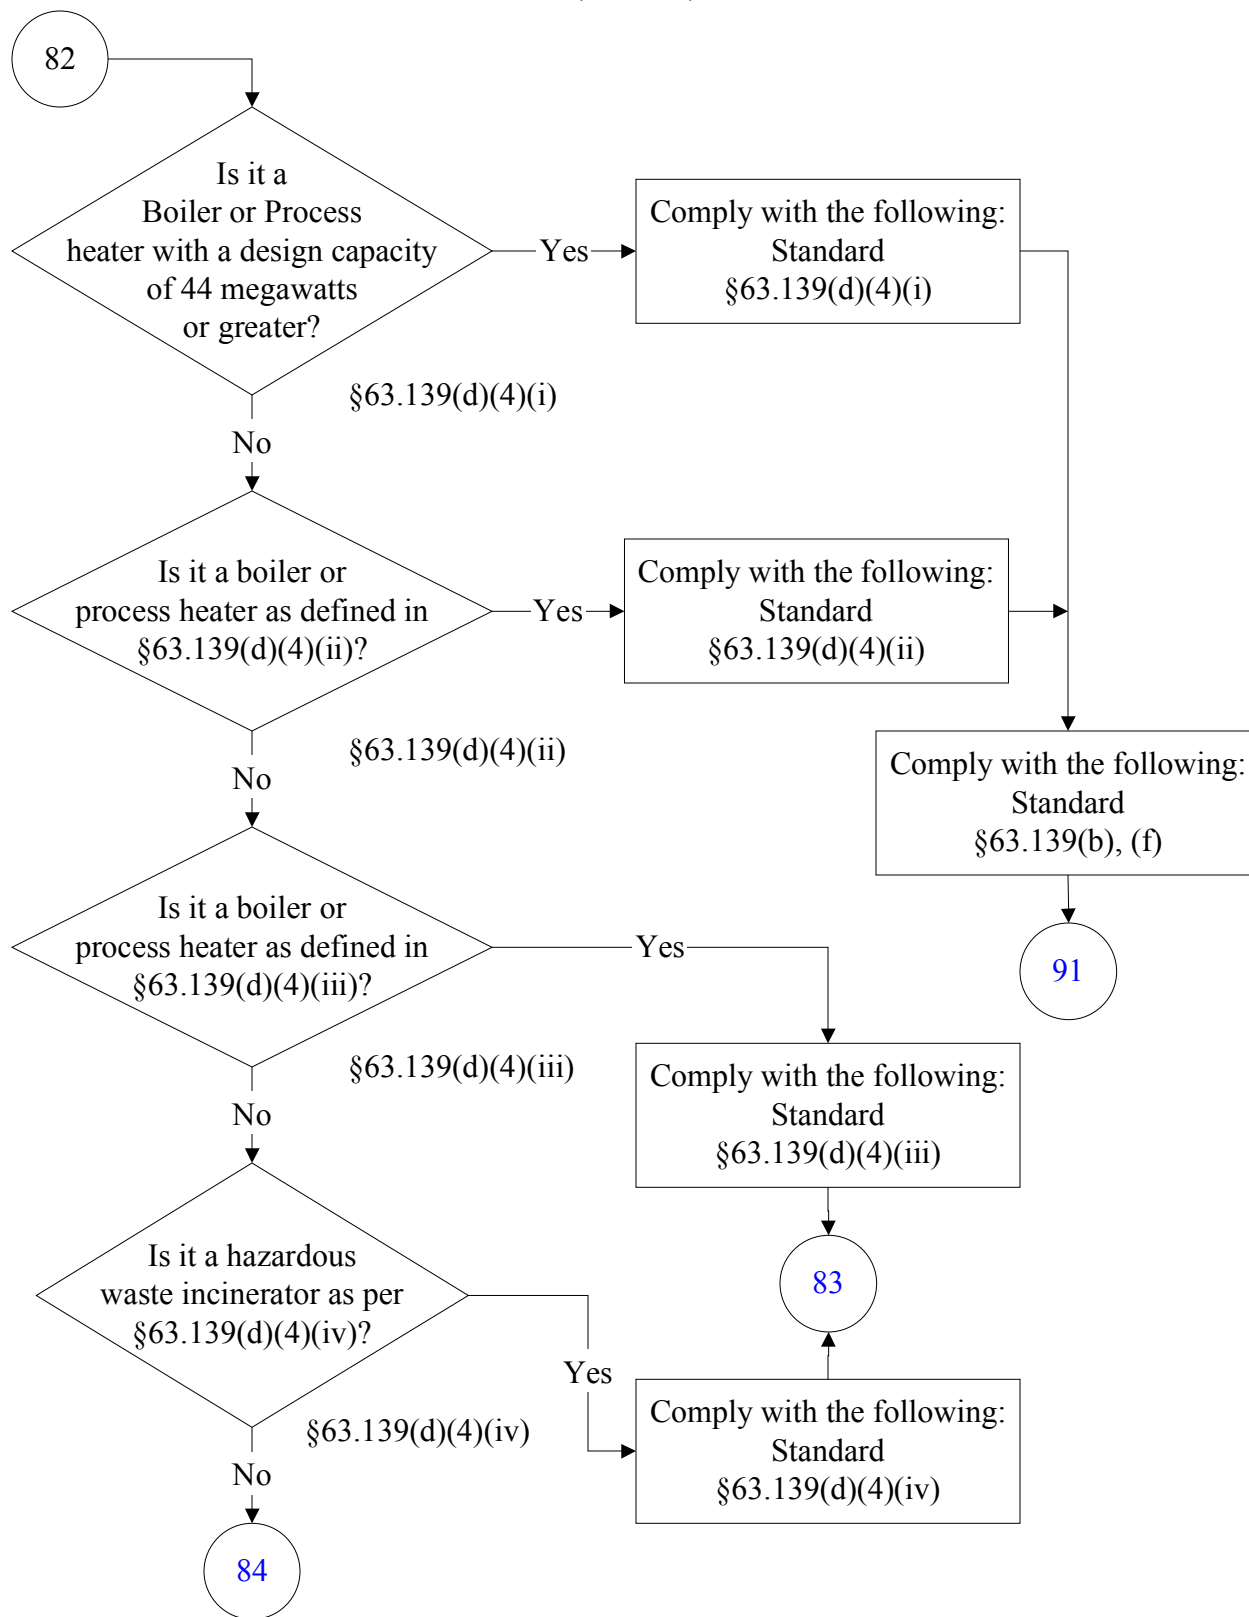 82
Is it a
Boiler or Process
heater with a design capacity
of 44 megawatts
or greater?
Yes
Comply with the following:
Standard
§63.139(d)(4)(i)
§63.139(d)(4)(i)
No
Is it a boiler or
process heater as defined in
§63.139(d)(4)(ii)?
Yes
Comply with the following:
Standard
§63.139(d)(4)(ii)
§63.139(d)(4)(ii)
No
Comply with the following:
Standard
§63.139(b), (f)
91
Is it a boiler or
process heater as defined in
§63.139(d)(4)(iii)?
Yes
§63.139(d)(4)(iii)
No
Comply with the following:
Standard
§63.139(d)(4)(iii)
83
Is it a hazardous
waste incinerator as per
§63.139(d)(4)(iv)?
Yes
Comply with the following:
Standard
§63.139(d)(4)(iv)
§63.139(d)(4)(iv)
No
84